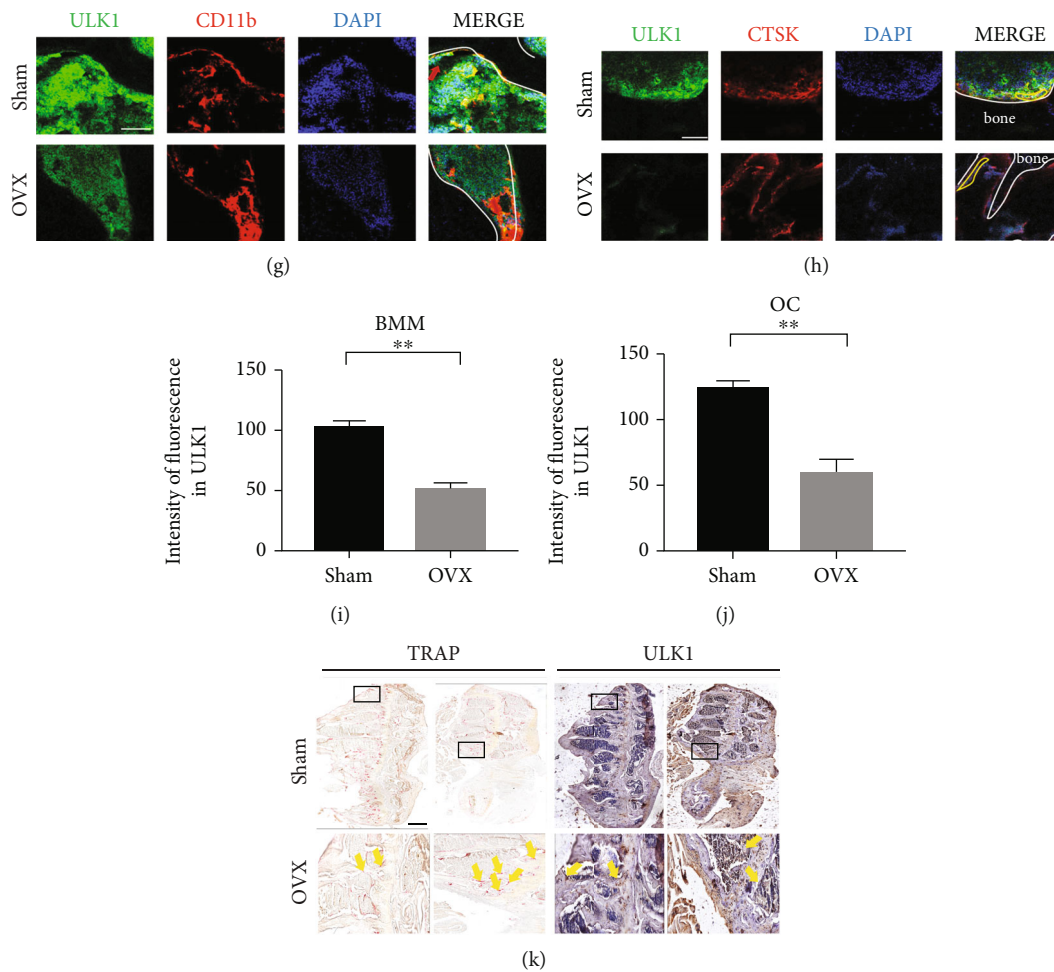 ULK1 CD11b DAPI MERGE
Sham
OVX
(g)
ULK1 CTSK DAPI MERGE
Sham
bone
OVX
bone
(h)
BMM
**
Intensity of fluorescence
in ULK1
150
100
50
0
Sham OVX
(i)
OC
**
Intensity of fluorescence
in ULK1
150
100
50
0
Sham OVX
(j)
TRAP ULK1
Sham
OVX
(k)